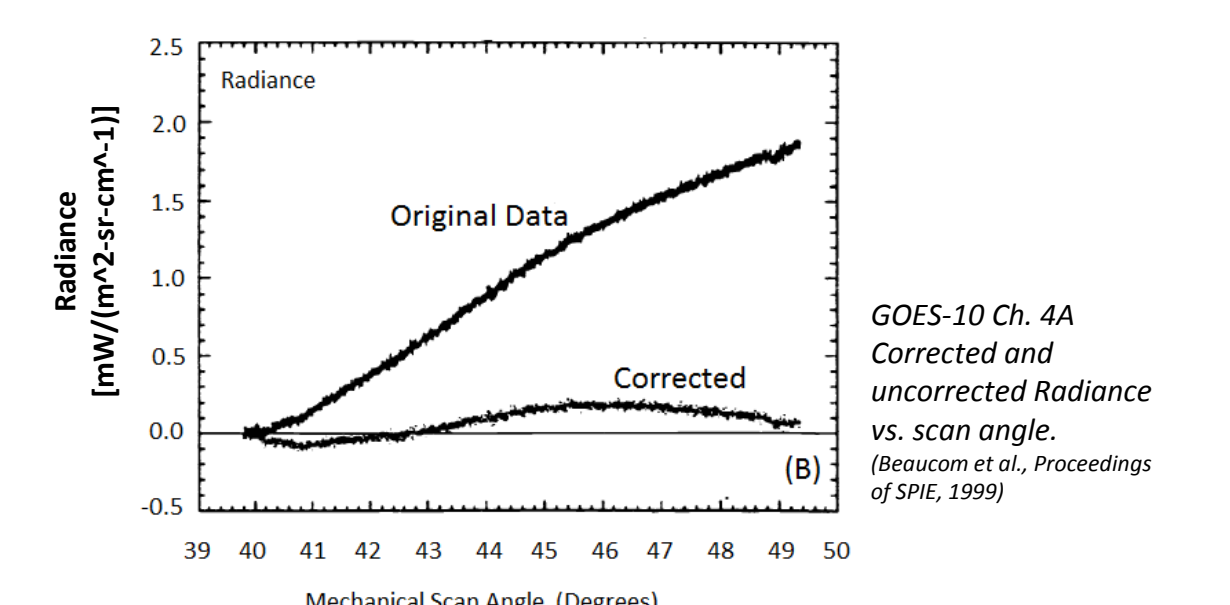 2.5
Radiance
2.0
1.5
Original Data
1.0
0.5
Corrected
0.0
(B)
-0.5
39 40 41 42 43 44 45 46 47 48 49 50
Mechanical Scan Angle (Degrees)
Radiance
[mW/(m^2-sr-cm^-1)]
GOES-10 Ch. 4A
Corrected and
uncorrected Radiance
vs. scan angle.
(Beaucom et al., Proceedings
of SPIE, 1999)